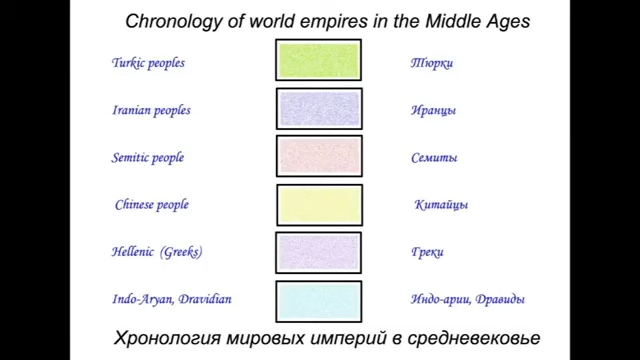 Chronology of world empires in the Middle Ages
Turkic peoples Тюрки
Iranian peoples Иранцы
Semitic people Семиты
Chinese people Китайцы
Hellenic (Greeks) Греки
Indo-Aryan, Dravidian Индо-арии, Дравиды
Хронология мировых империй в средневековье